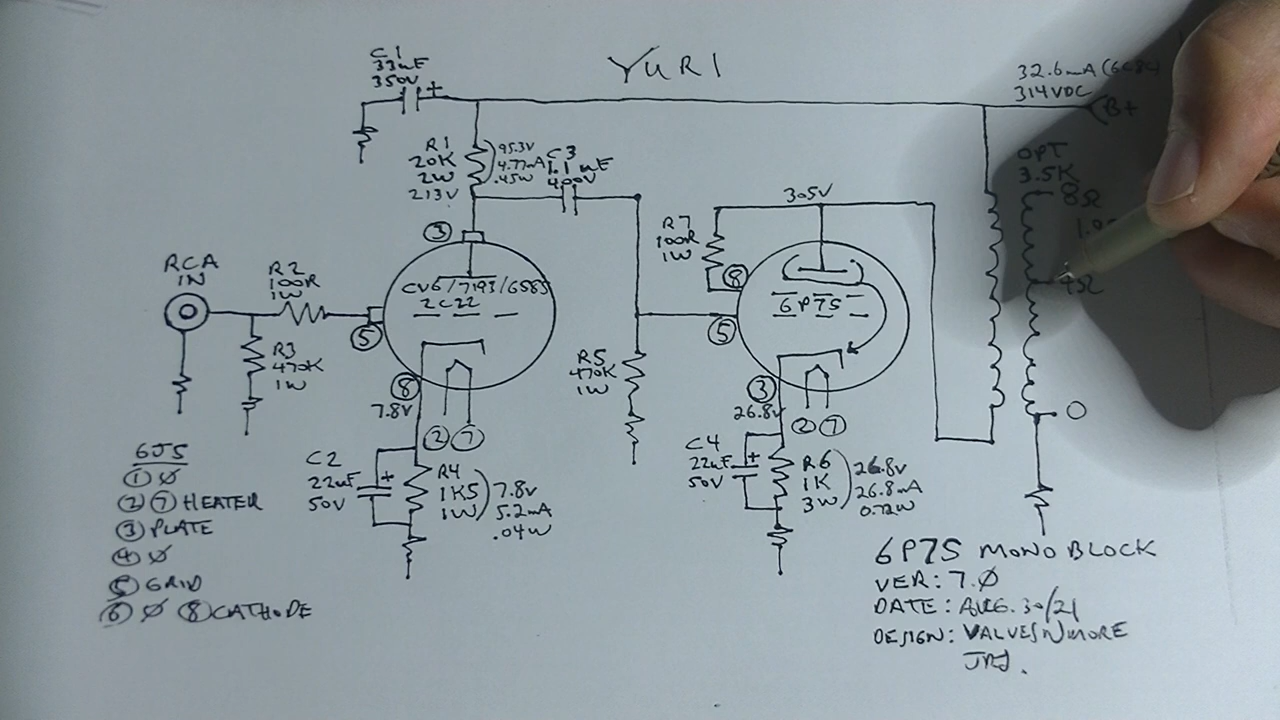 YURI
C1
33uF
350V
+
32.6mA (6C8C)
314VDC
B+
R1
20K
2W
213V
95.3V
4.77mA
.45W
C3
.1uF
400V
OPT
3.5K
8Ω
4Ω
0
305V
R7
100R
1W
RCA
IN
R2
100R
1W
3
CV6/7193/6G8S
2C22
5
8
6P7S
8
5
3
R3
470K
1W
R5
470K
1W
7.8V
2 7
26.8V
2 7
C2
22uF
50V
+
R4
1K5
1W
7.8V
5.2mA
.04W
C4
22uF
50V
+
R6
1K
3W
26.8V
26.8mA
0.72W
6J5
1 Ø
2 7 HEATER
3 PLATE
4 Ø
5 GRID
6 Ø 8 CATHODE
6P7S MONO BLOCK
VER: 7.Ø
DATE: AUG. 30/21
DESIGN: VALVESNMORE